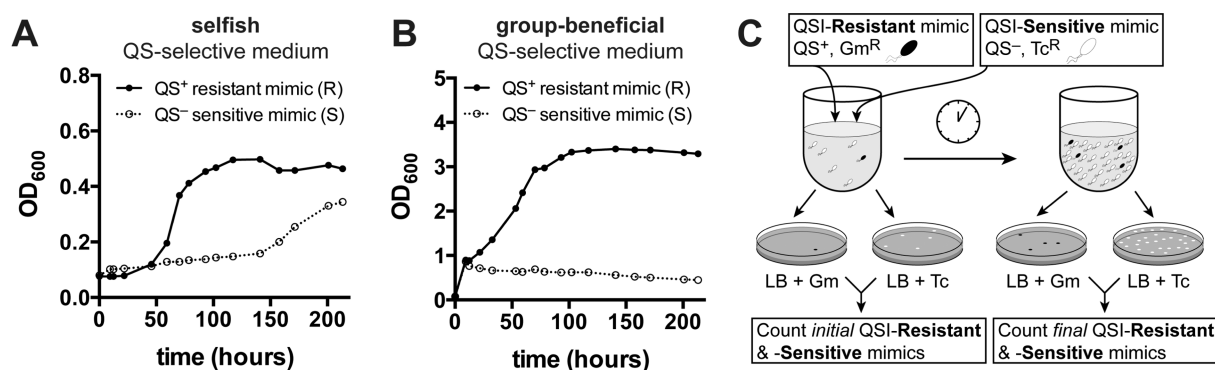 A
selfish
QS-selective medium
QS+ resistant mimic (R)
QS– sensitive mimic (S)
0.8
0.6
0.4
0.2
0.0
OD600
0 50 100 150 200
time (hours)
B
group-beneficial
QS-selective medium
QS+ resistant mimic (R)
QS– sensitive mimic (S)
5
4
3
2
1
0
OD600
0 50 100 150 200
time (hours)
C
QSI-Resistant mimic
QS+, GmR
QSI-Sensitive mimic
QS–, TcR
LB + Gm
LB + Tc
LB + Gm
LB + Tc
Count initial QSI-Resistant
& -Sensitive mimics
Count final QSI-Resistant
& -Sensitive mimics